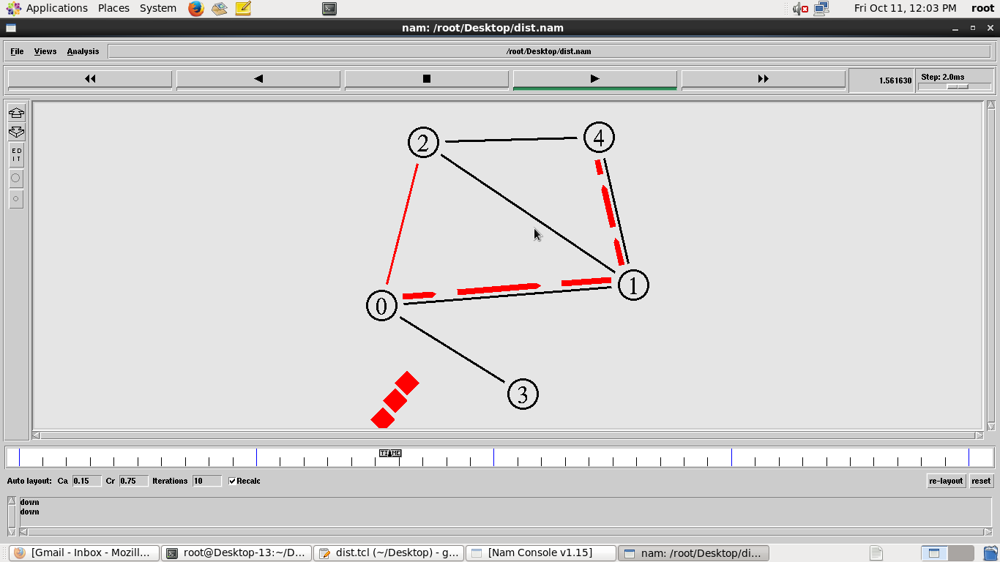 Applications Places System Fri Oct 11, 12:03 PM root
nam: /root/Desktop/dist.nam
File Views Analysis /root/Desktop/dist.nam
1.561630 Step: 2.0ms
2 4
ED
IT
0 1
3
TIME
Auto layout: Ca 0.15 Cr 0.75 Iterations 10 Recalc re-layout reset
down
down
[Gmail - Inbox - Mozill... root@Desktop-13:~/D... dist.tcl (~/Desktop) - g... [Nam Console v1.15] nam: /root/Desktop/di...